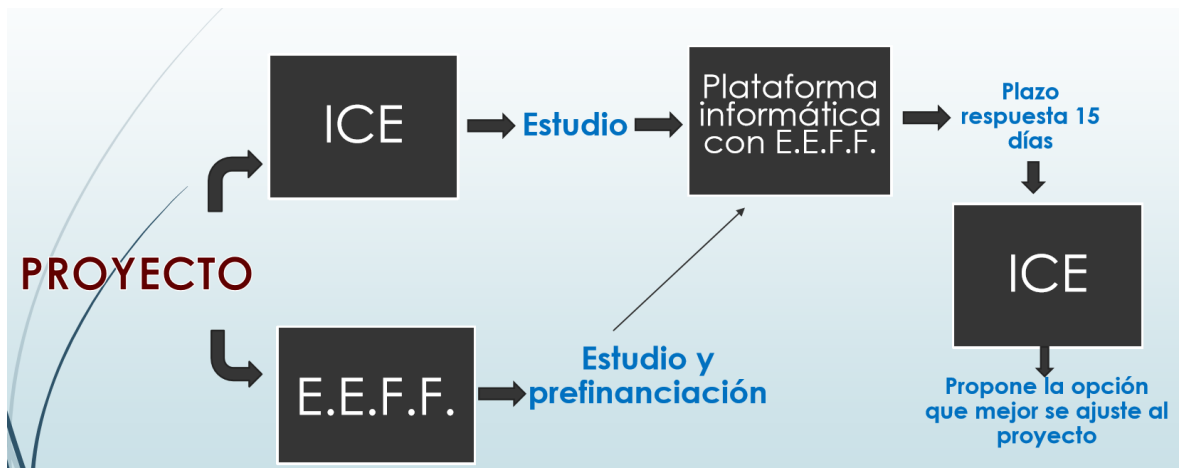 PROYECTO
ICE
Estudio
Plataforma
informática
con E.E.F.F.
Plazo
respuesta 15
días
ICE
Propone la opción
que mejor se ajuste al
proyecto
E.E.F.F.
Estudio y
prefinanciación